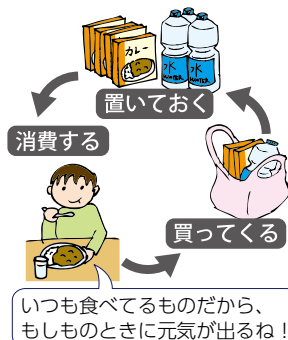 カレー
水
WATER
水
WATER
置いておく
消費する
買ってくる
いつも食べてるものだから、
もしものときに元気が出るね！